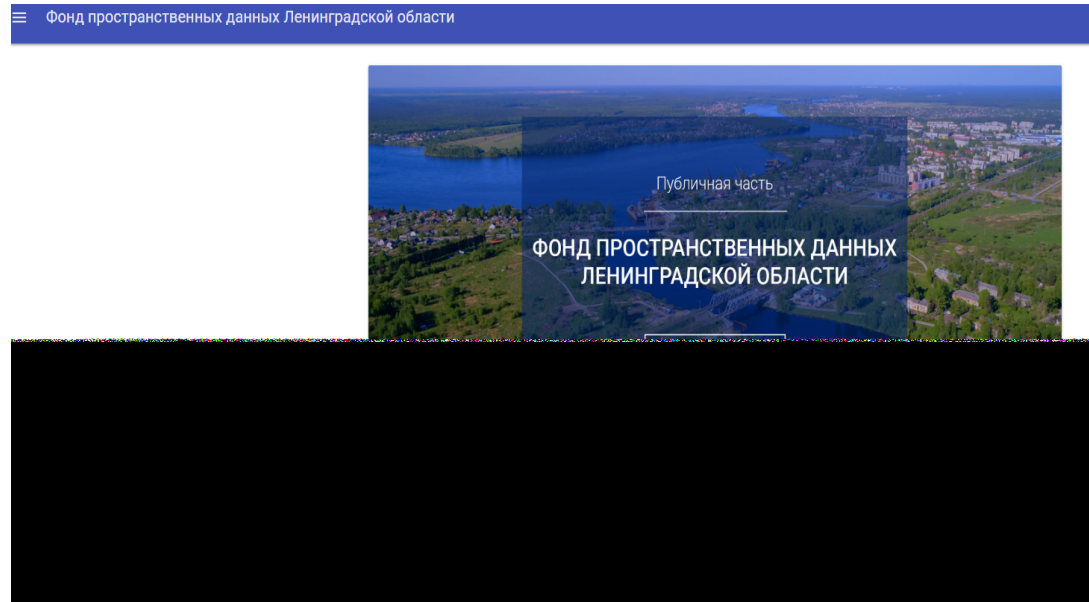 Фонд пространственных данных Ленинградской области
Публичная часть
ФОНД ПРОСТРАНСТВЕННЫХ ДАННЫХ
ЛЕНИНГРАДСКОЙ ОБЛАСТИ